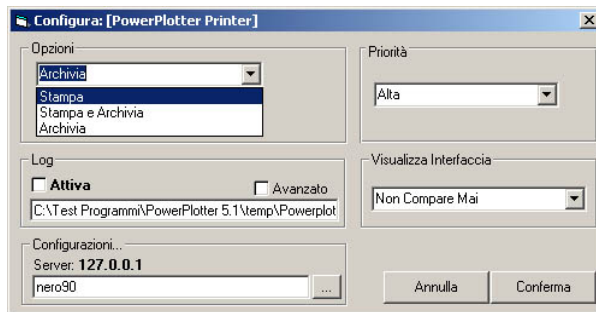 Configura: [PowerPlotter Printer]
Opzioni
Archivia
Stampa
Stampa e Archivia
Archivia
Priorità
Alta
Log
Attiva
Avanzato
C:\Test Programmi\PowerPlotter 5.1\temp\Powerplot
Visualizza Interfaccia
Non Compare Mai
Configurazioni...
Server: 127.0.0.1
nero90
...
Annulla
Conferma